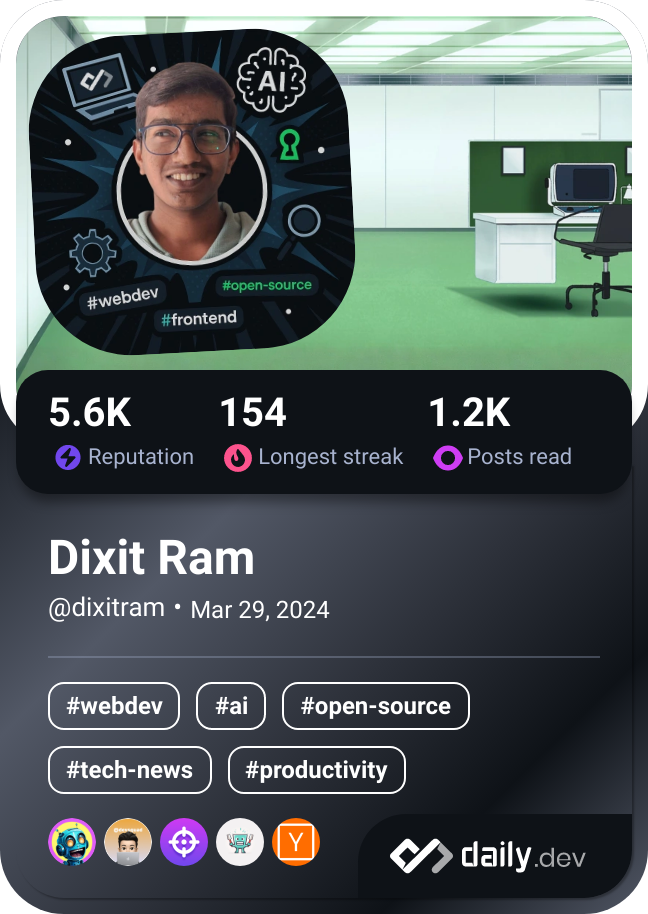 AI
#webdev
#open-source
#frontend
5.6K 154 1.2K
Reputation Longest streak Posts read
Dixit Ram
@dixitram • Mar 29, 2024
#webdev #ai #open-source
#tech-news #productivity
Y
daily.dev